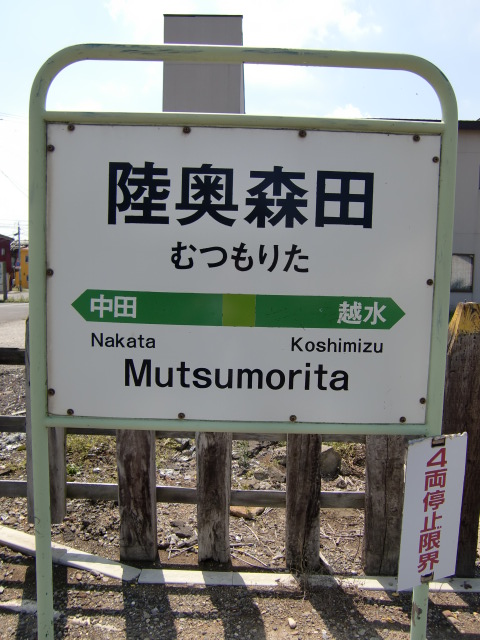 陸奥森田
むつもりた
中田 越水
Nakata Koshimizu
Mutsumorita
4両停止限界